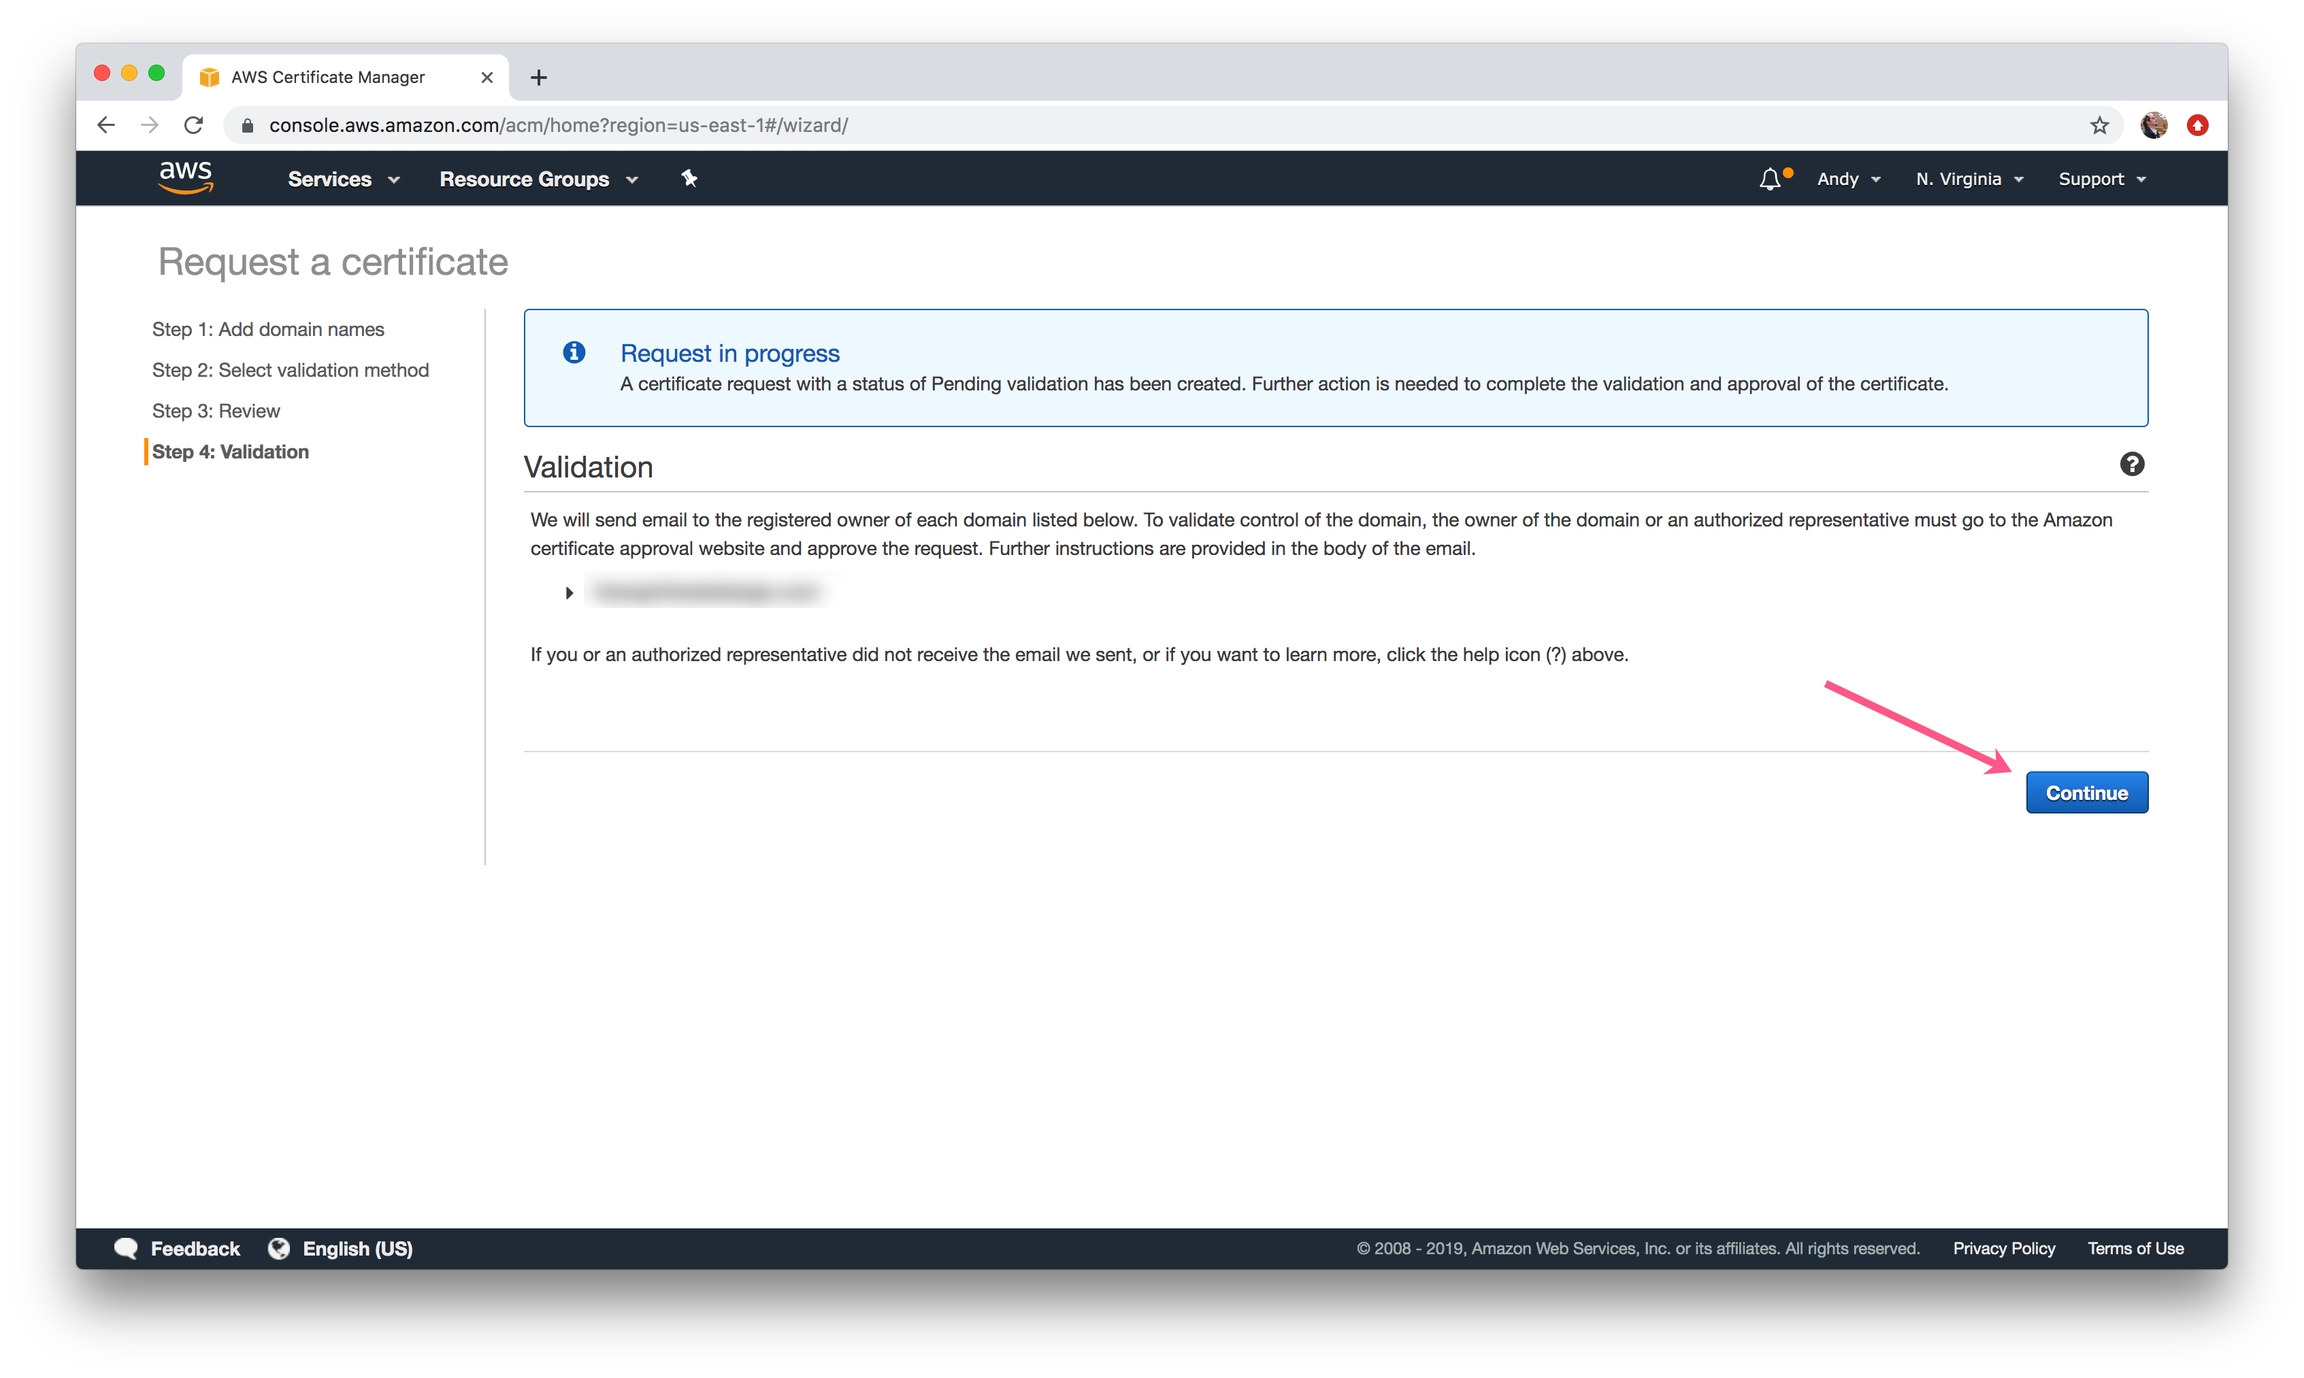 AWS Certificate Manager
console.aws.amazon.com/acm/home?region=us-east-1#/wizard/
aws Services Resource Groups Andy N. Virginia Support
Request a certificate
Step 1: Add domain names
Step 2: Select validation method
Step 3: Review
Step 4: Validation
Request in progress
A certificate request with a status of Pending validation has been created. Further action is needed to complete the validation and approval of the certificate.
Validation
We will send email to the registered owner of each domain listed below. To validate control of the domain, the owner of the domain or an authorized representative must go to the Amazon
certificate approval website and approve the request. Further instructions are provided in the body of the email.
If you or an authorized representative did not receive the email we sent, or if you want to learn more, click the help icon (?) above.
Continue
Feedback English (US) © 2008 - 2019, Amazon Web Services, Inc. or its affiliates. All rights reserved. Privacy Policy Terms of Use